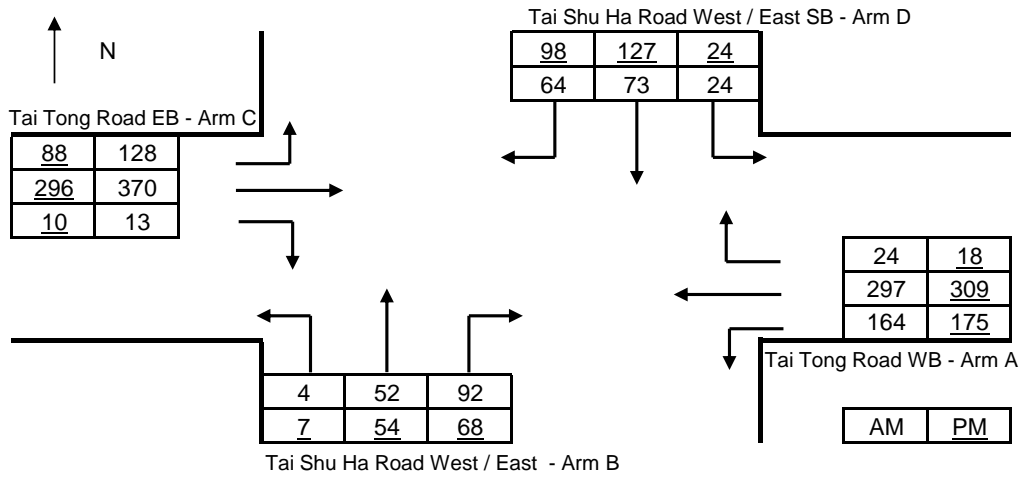 Tai Shu Ha Road West / East SB - Arm D
98 127 24
64 73 24
N
Tai Tong Road EB - Arm C
88 128
296 370
10 13
24 18
297 309
164 175
Tai Tong Road WB - Arm A
4 52 92
7 54 68
AM PM
Tai Shu Ha Road West / East - Arm B